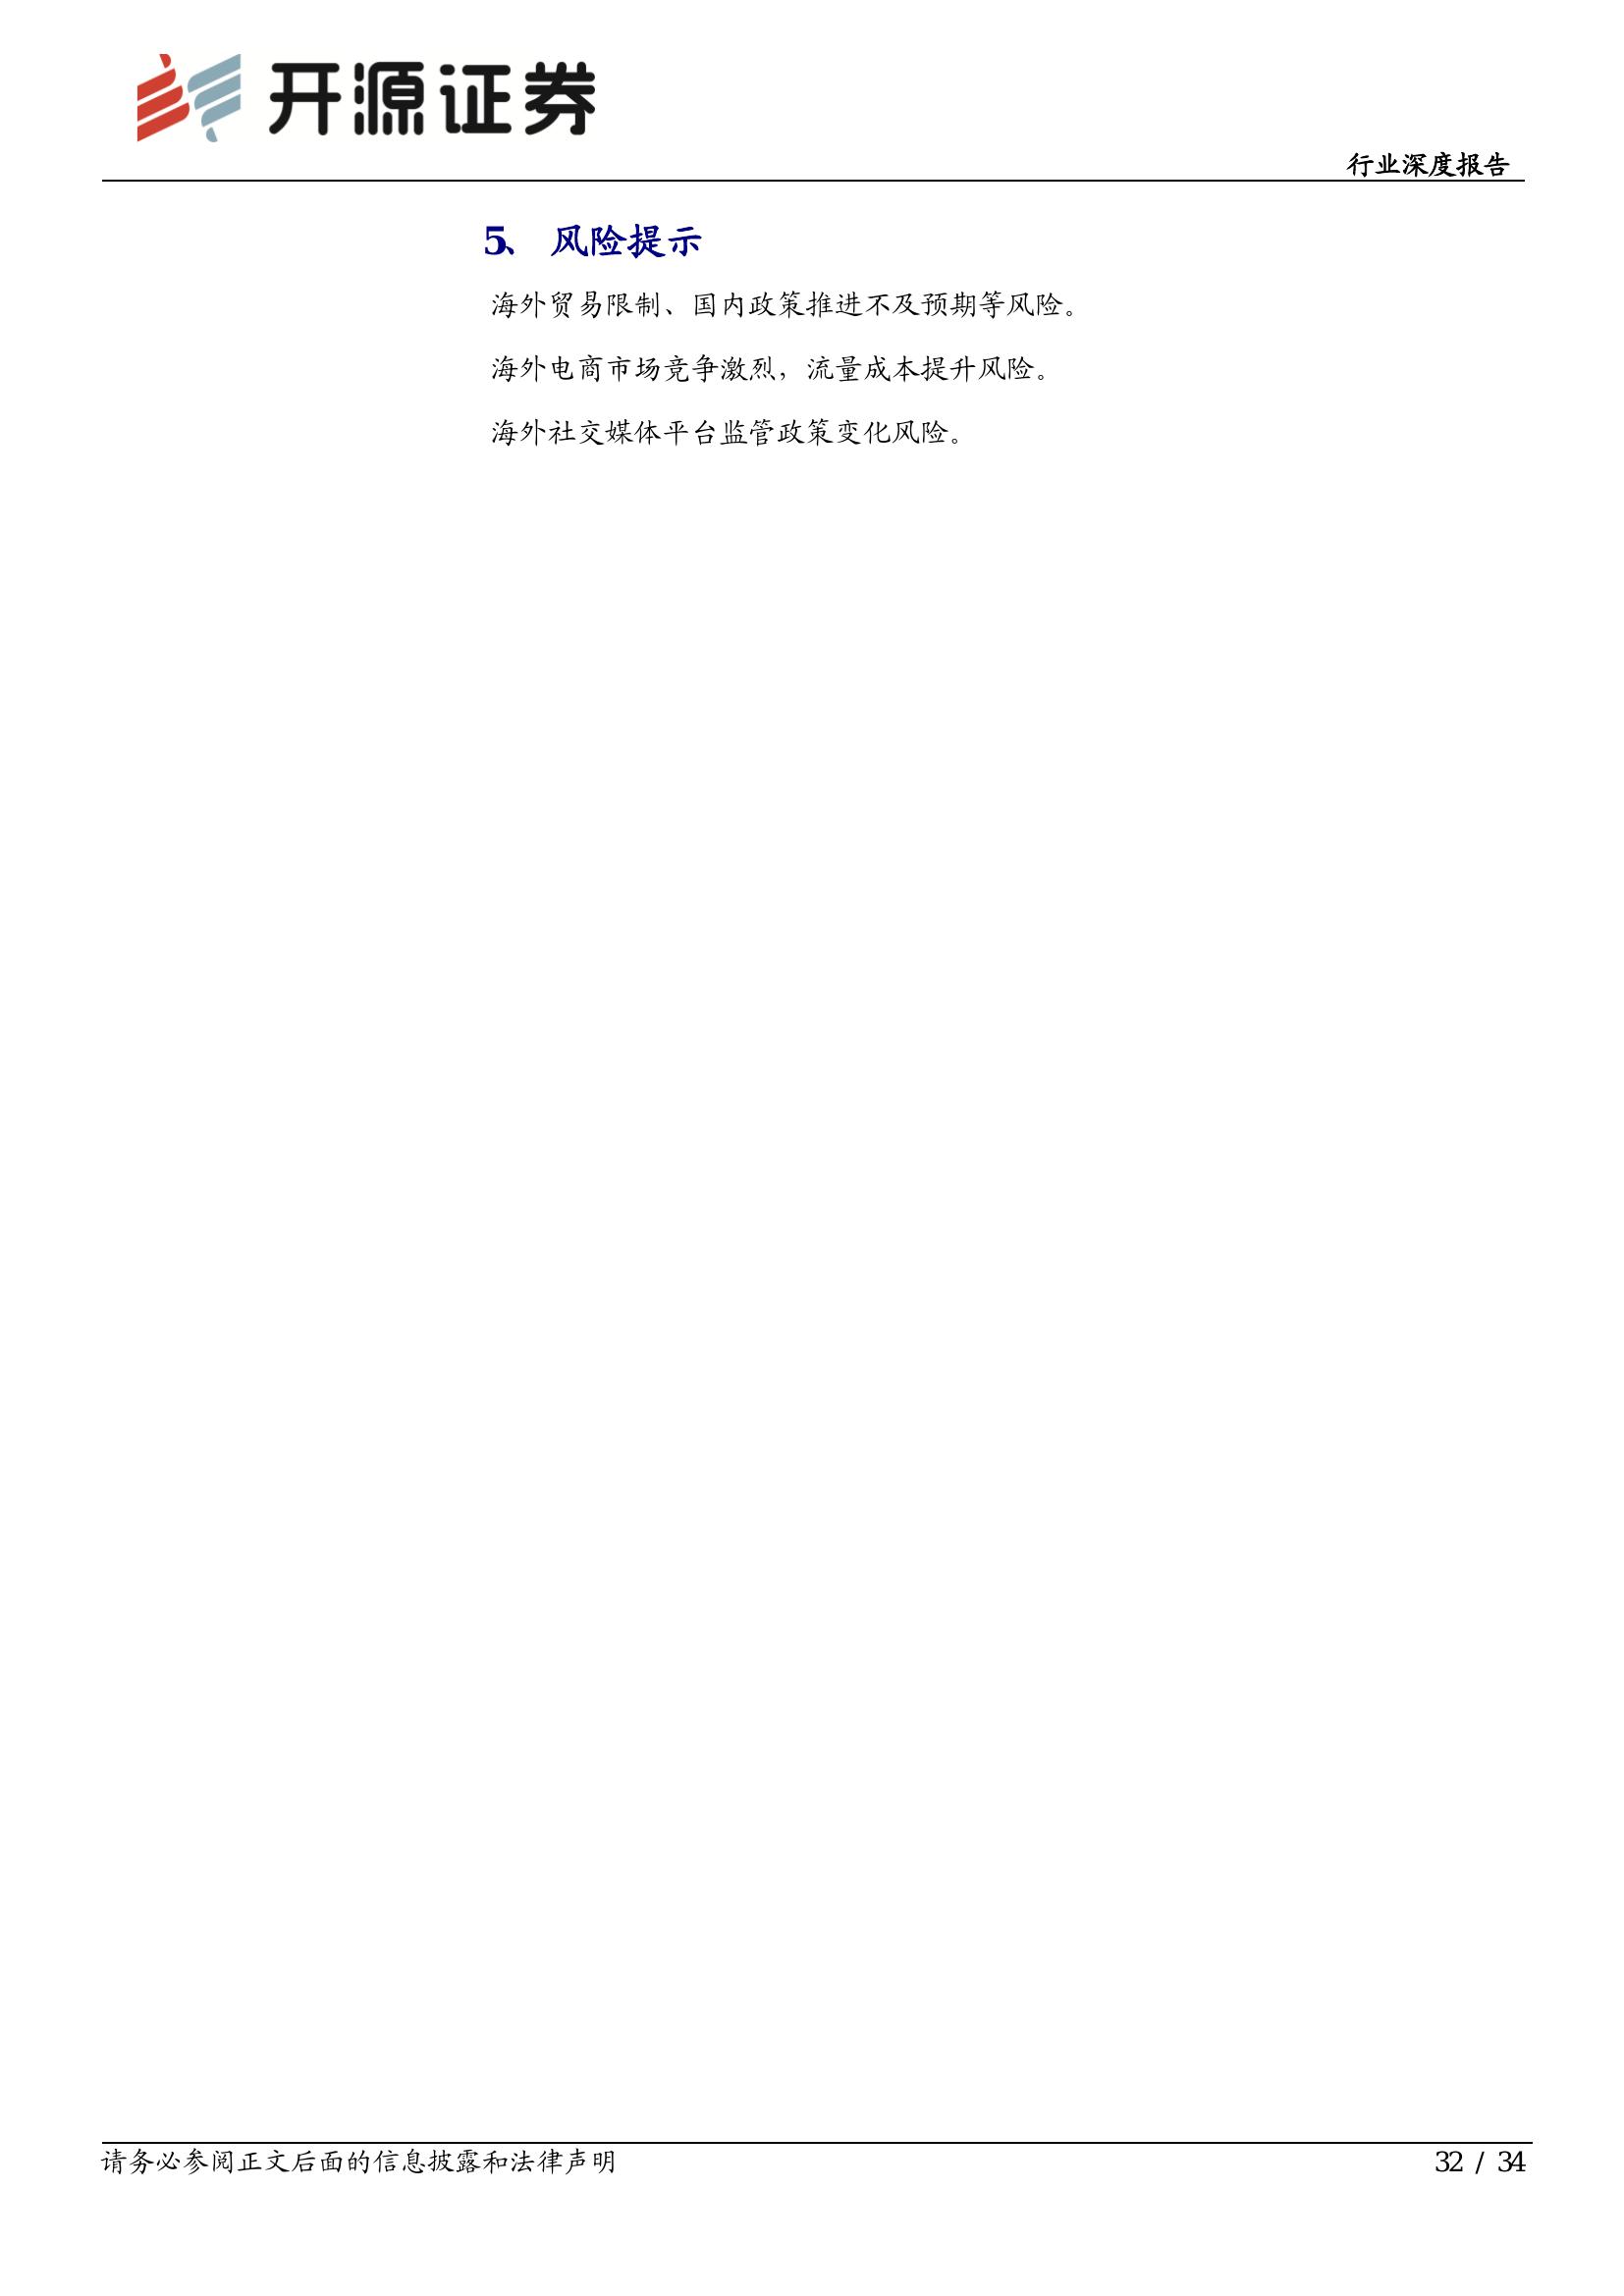 开源证券
行业深度报告
5、 风险提示
海外贸易限制、国内政策推进不及预期等风险。
海外电商市场竞争激烈，流量成本提升风险。
海外社交媒体平台监管政策变化风险。
请务必参阅正文后面的信息披露和法律声明
32 / 34